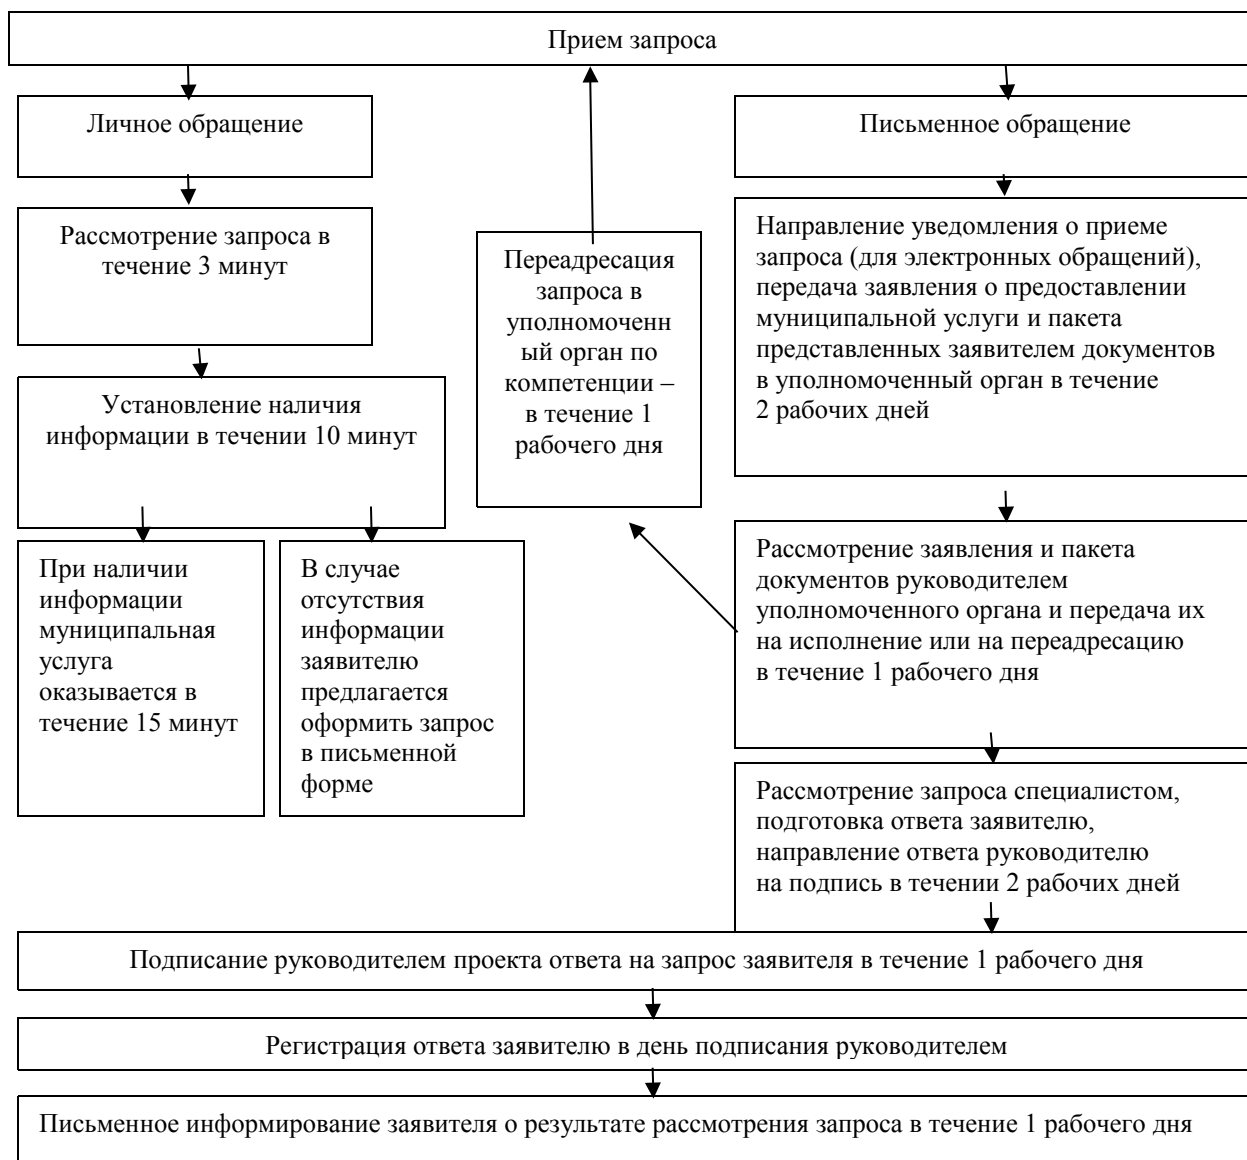 Прием запроса
Личное обращение
Письменное обращение
Рассмотрение запроса в
течение 3 минут
Переадресация
запроса в
уполномоченн
ый орган по
компетенции –
в течение 1
рабочего дня
Направление уведомления о приеме
запроса (для электронных обращений),
передача заявления о предоставлении
муниципальной услуги и пакета
представленных заявителем документов
в уполномоченный орган в течение
2 рабочих дней
Установление наличия
информации в течении 10 минут
При наличии
информации
муниципальная
услуга
оказывается в
течение 15 минут
В случае
отсутствия
информации
заявителю
предлагается
оформить запрос
в письменной
форме
Рассмотрение заявления и пакета
документов руководителем
уполномоченного органа и передача их
на исполнение или на переадресацию
в течение 1 рабочего дня
Рассмотрение запроса специалистом,
подготовка ответа заявителю,
направление ответа руководителю
на подпись в течении 2 рабочих дней
Подписание руководителем проекта ответа на запрос заявителя в течение 1 рабочего дня
Регистрация ответа заявителю в день подписания руководителем
Письменное информирование заявителя о результате рассмотрения запроса в течение 1 рабочего дня